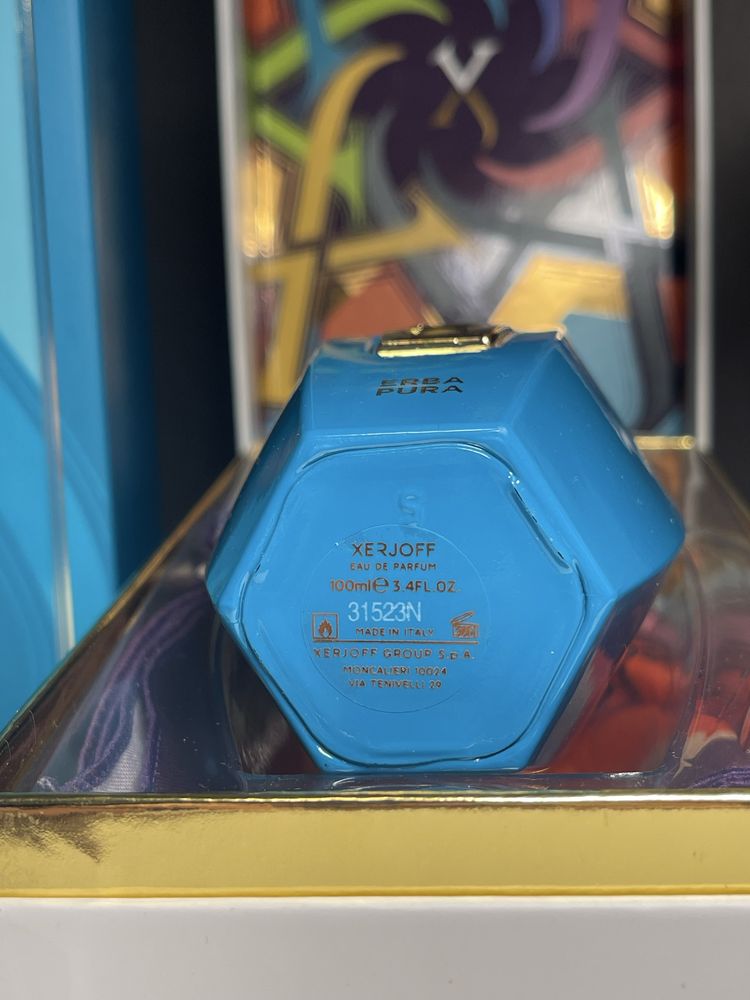 ERBA
PURA
XERJOFF
EAU DE PARFUM
100ml e 3.4FL.OZ.
31523N
MADE IN ITALY
XERJOFF GROUP S.p.A.
MONCALIERI 10024
VIA TENIVELLI 29